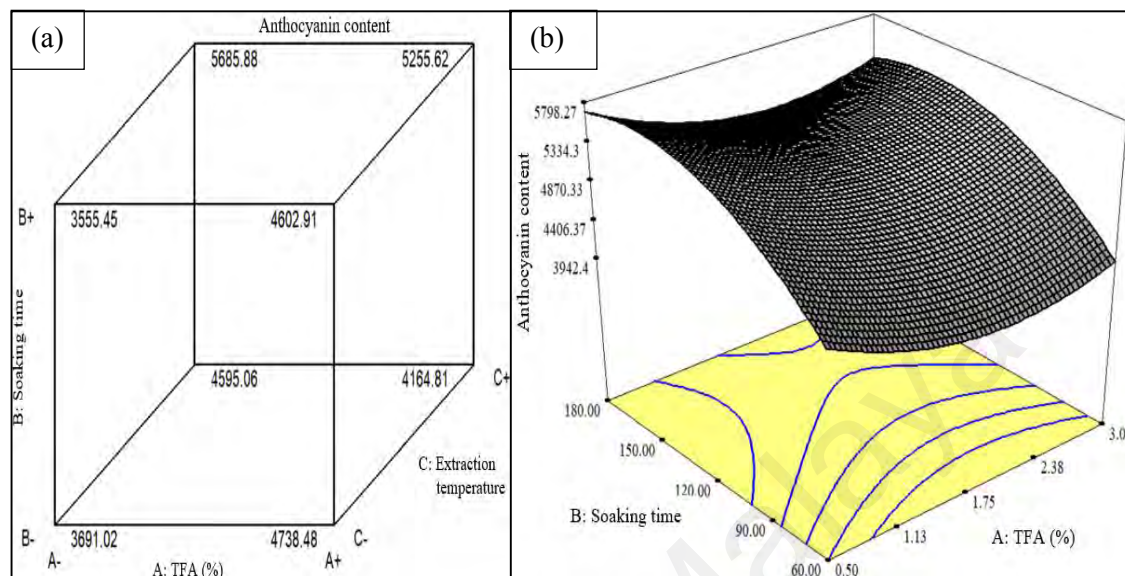 (a)
Anthocyanin content
5685.88
5255.62
B+
3555.45
4602.91
B: Soaking time
4595.06
4164.81
C+
C: Extraction
temperature
B-
3691.02
4738.48
C-
A-
A: TFA (%)
A+
(b)
5798.27
5334.3
4870.33
4406.37
3942.4
Anthocyanin content
180.00
150.00
120.00
90.00
60.00
B: Soaking time
3.0
2.38
1.75
1.13
0.50
A: TFA (%)
Malaya